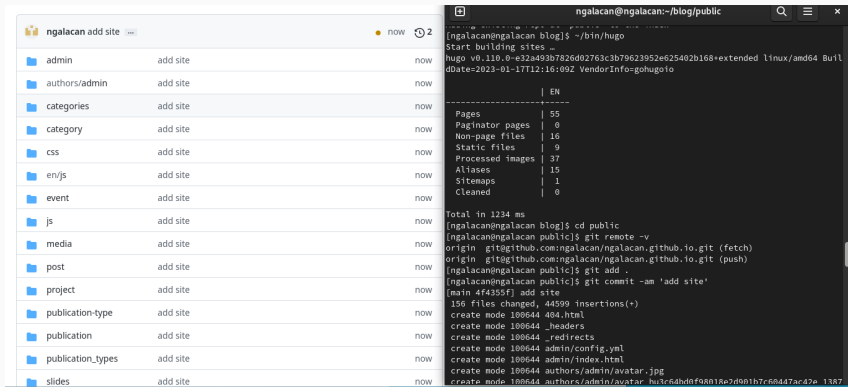 ngalacan add site ...
now 2
admin add site now
authors/admin add site now
categories add site now
category add site now
css add site now
en/js add site now
event add site now
js add site now
media add site now
post add site now
project add site now
publication-type add site now
publication add site now
publication_types add site now
slides add site now
ngalacan@ngalacan:~/blog/public
[ngalacan@ngalacan blog]$ ~/bin/hugo
Start building sites …
hugo v0.110.0-e32a493b7826d02763c3b79623952e625402b168+extended linux/amd64 Buil
dDate=2023-01-17T12:16:09Z VendorInfo=gohugoio
| EN
-------------------+-----
Pages | 55
Paginator pages | 0
Non-page files | 16
Static files | 9
Processed images | 37
Aliases | 15
Sitemaps | 1
Cleaned | 0
Total in 1234 ms
[ngalacan@ngalacan blog]$ cd public
[ngalacan@ngalacan public]$ git remote -v
origin git@github.com:ngalacan/ngalacan.github.io.git (fetch)
origin git@github.com:ngalacan/ngalacan.github.io.git (push)
[ngalacan@ngalacan public]$ git add .
[ngalacan@ngalacan public]$ git commit -am 'add site'
[main 4f4355f] add site
156 files changed, 44599 insertions(+)
create mode 100644 404.html
create mode 100644 _headers
create mode 100644 _redirects
create mode 100644 admin/config.yml
create mode 100644 admin/index.html
create mode 100644 authors/admin/avatar.jpg
create mode 100644 authors/admin/avatar_hu3c64bd0f98018e2d901b7c60447ac42e_1387